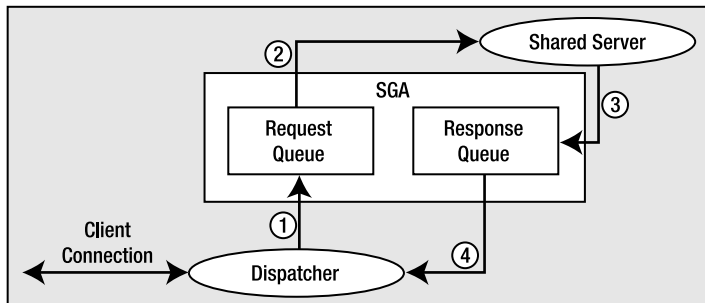 ②
Shared Server
SGA
③
Request
Queue
Response
Queue
①
④
Client
Connection
Dispatcher